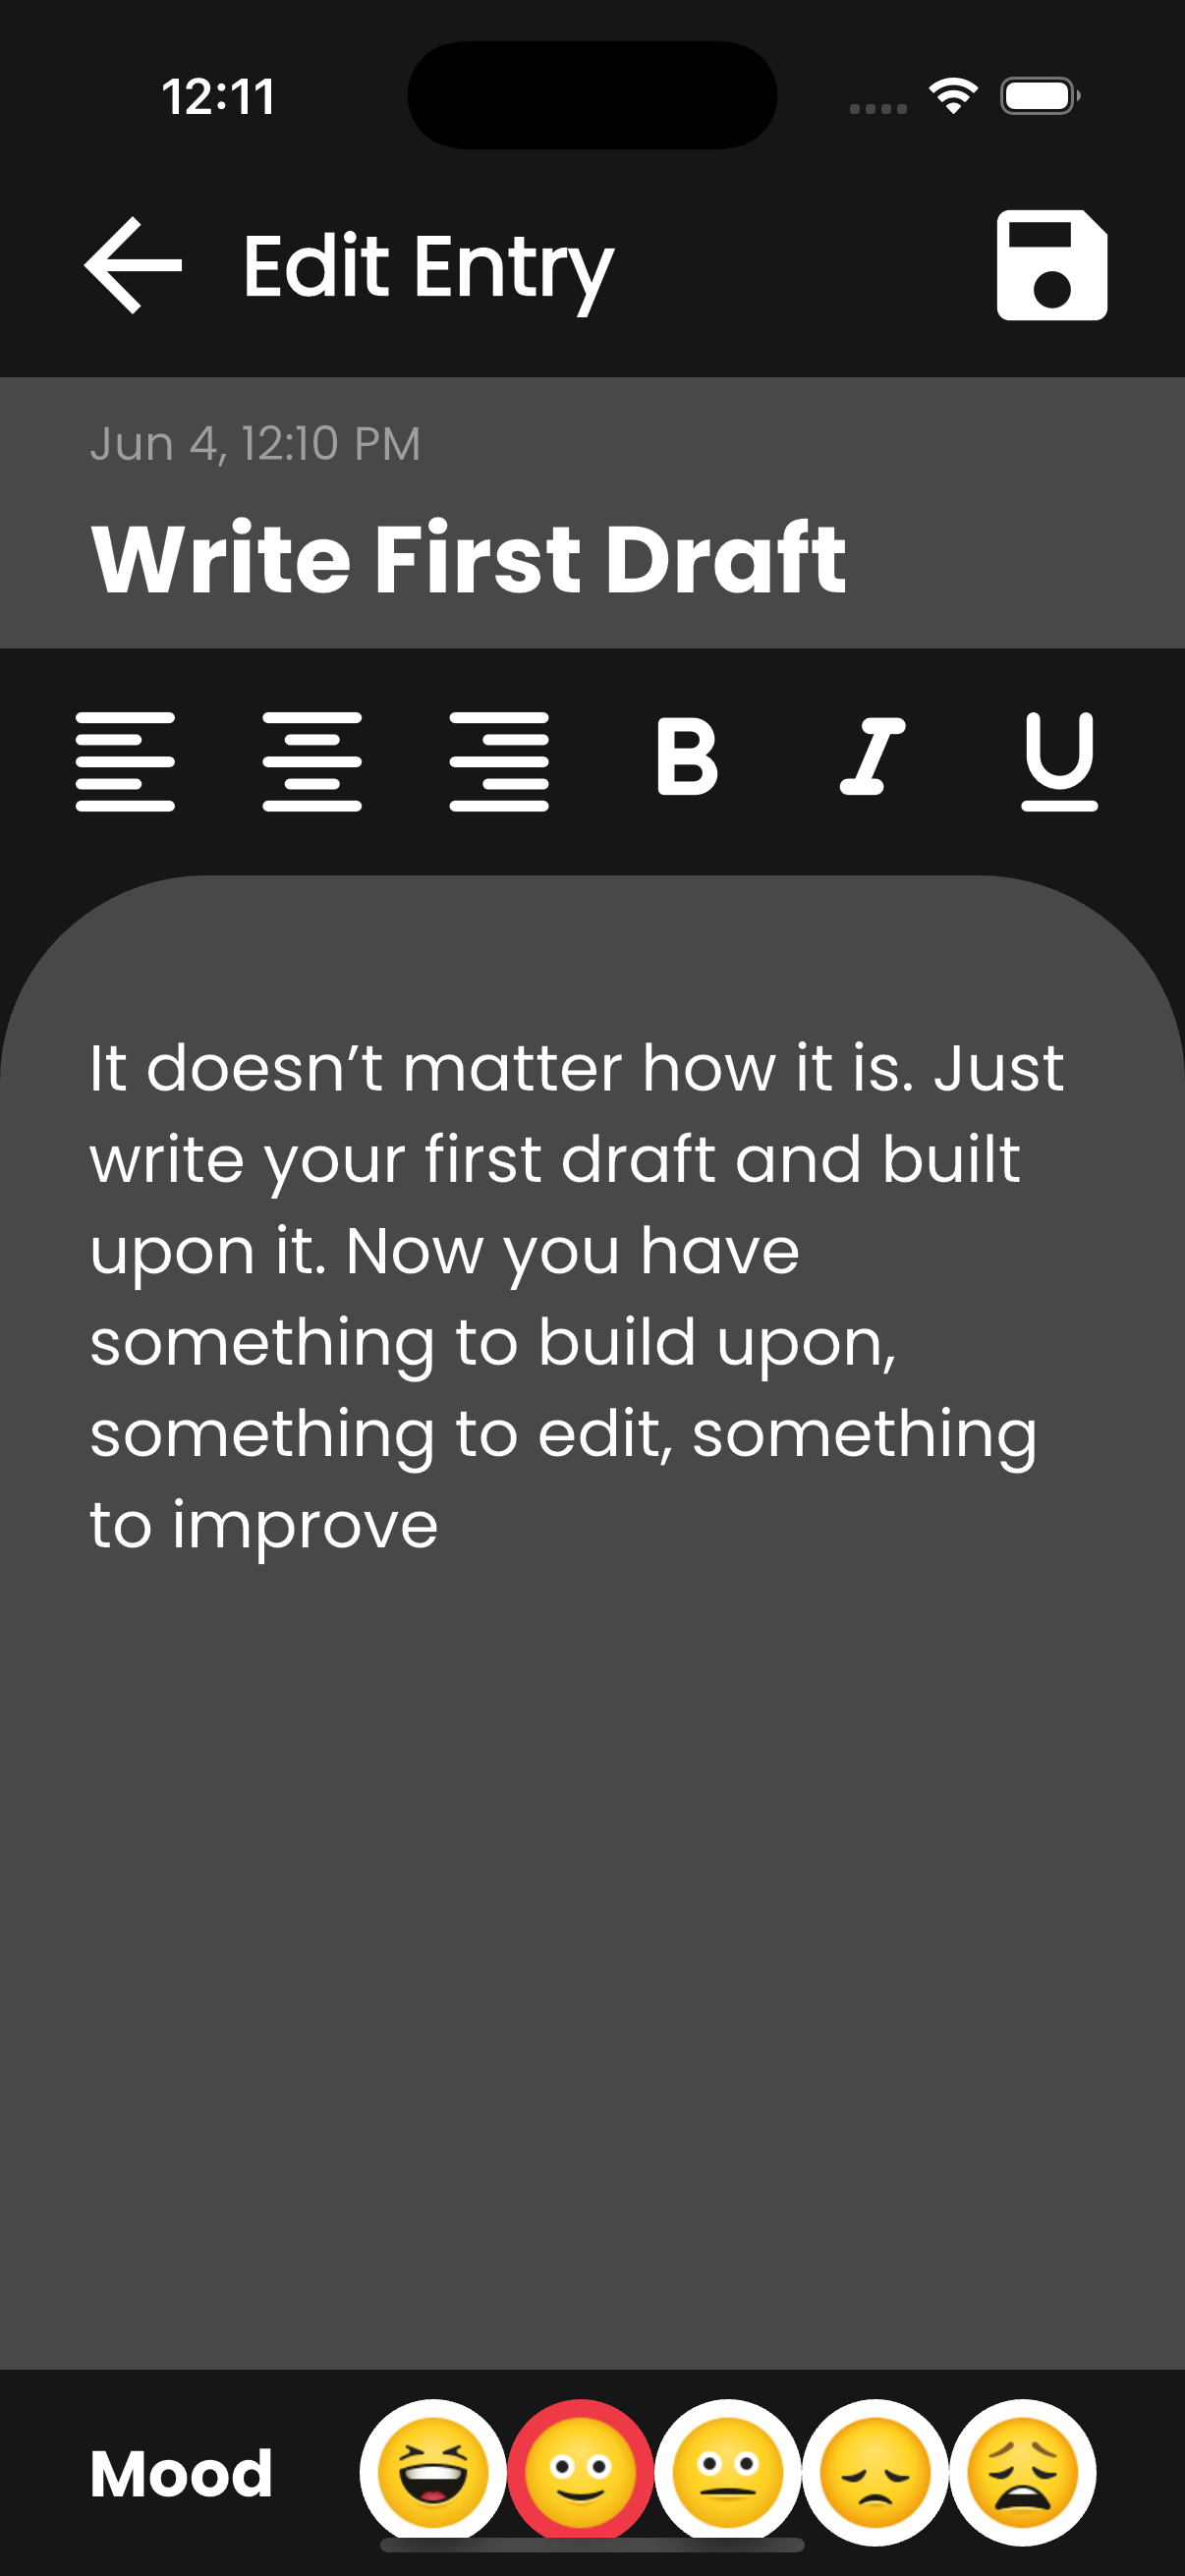 12:11
Edit Entry
Jun 4, 12:10 PM
Write First Draft
B I U
It doesn’t matter how it is. Just
write your first draft and built
upon it. Now you have
something to build upon,
something to edit, something
to improve
Mood